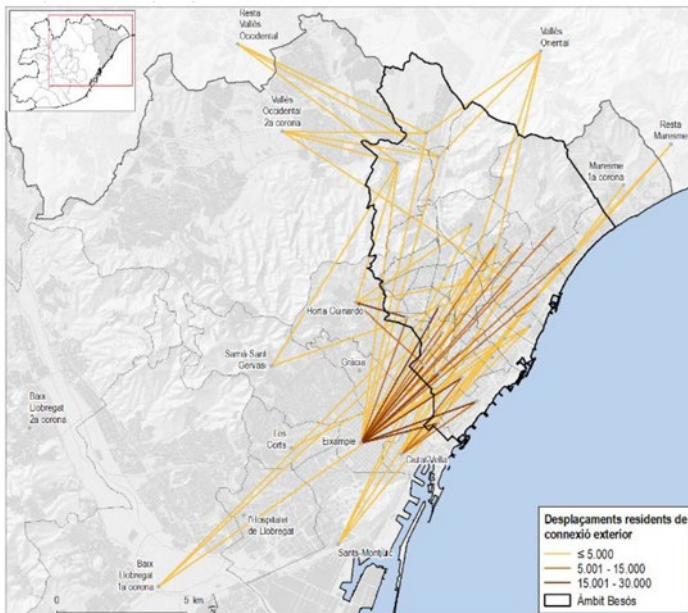 Resta
Vallès
Occidental
Vallès
Oriental
Vallès
Occidental
2a corona
Resta
Maresme
Maresme
1a corona
Horta Guinardó
Sarrià-Sant
Gervasi
Gràcia
Baix
Llobregat
2a corona
Les
Corts
Eixample
Ciutat Vella
l'Hospitalet
de Llobregat
Sants-Montjuïc
Baix
Llobregat
1a corona
0
5 km
Desplaçaments residents de
connexió exterior
≤ 5.000
5.001 - 15.000
15.001 - 30.000
Àmbit Besòs